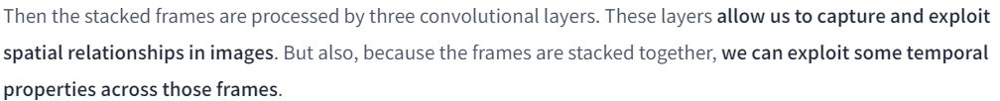 Then the stacked frames are processed by three convolutional layers. These layers allow us to capture and exploit
spatial relationships in images. But also, because the frames are stacked together, we can exploit some temporal
properties across those frames.